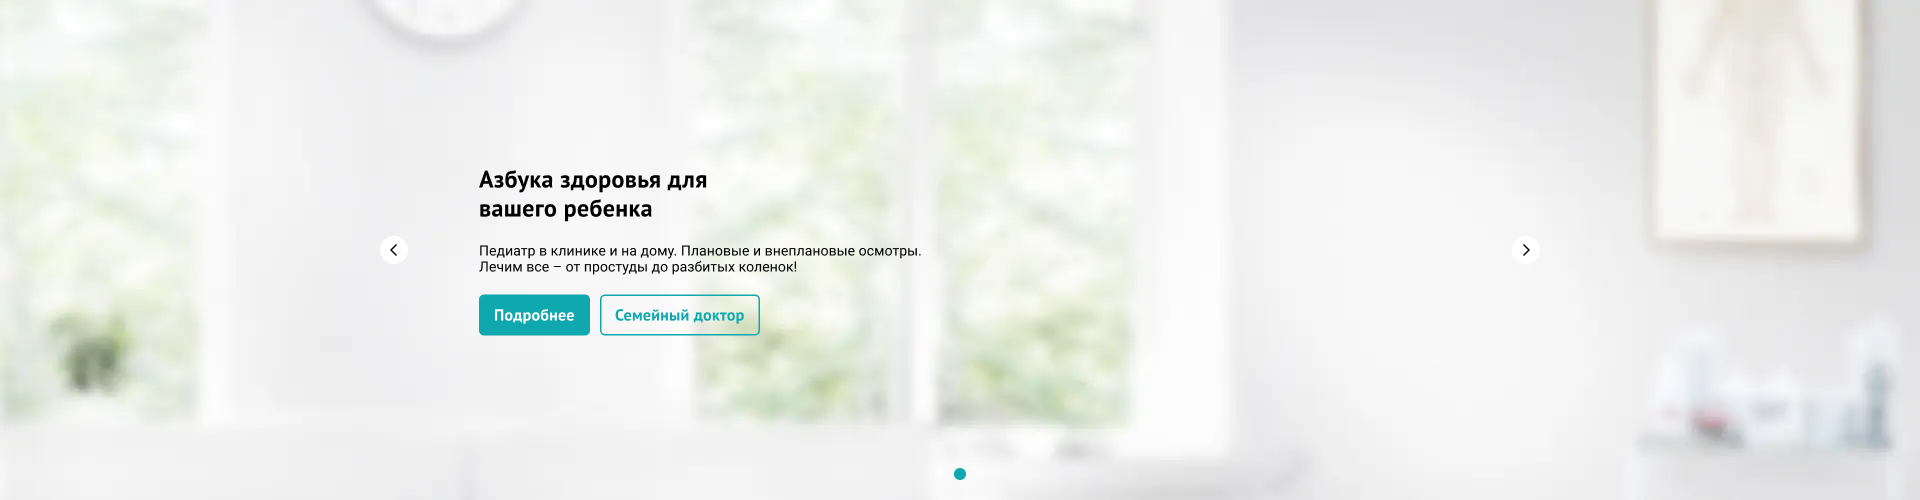 Азбука здоровья для
вашего ребенка
Педиатр в клинике и на дому. Плановые и внеплановые осмотры.
Лечим все – от простуды до разбитых коленок!
Подробнее
Семейный доктор